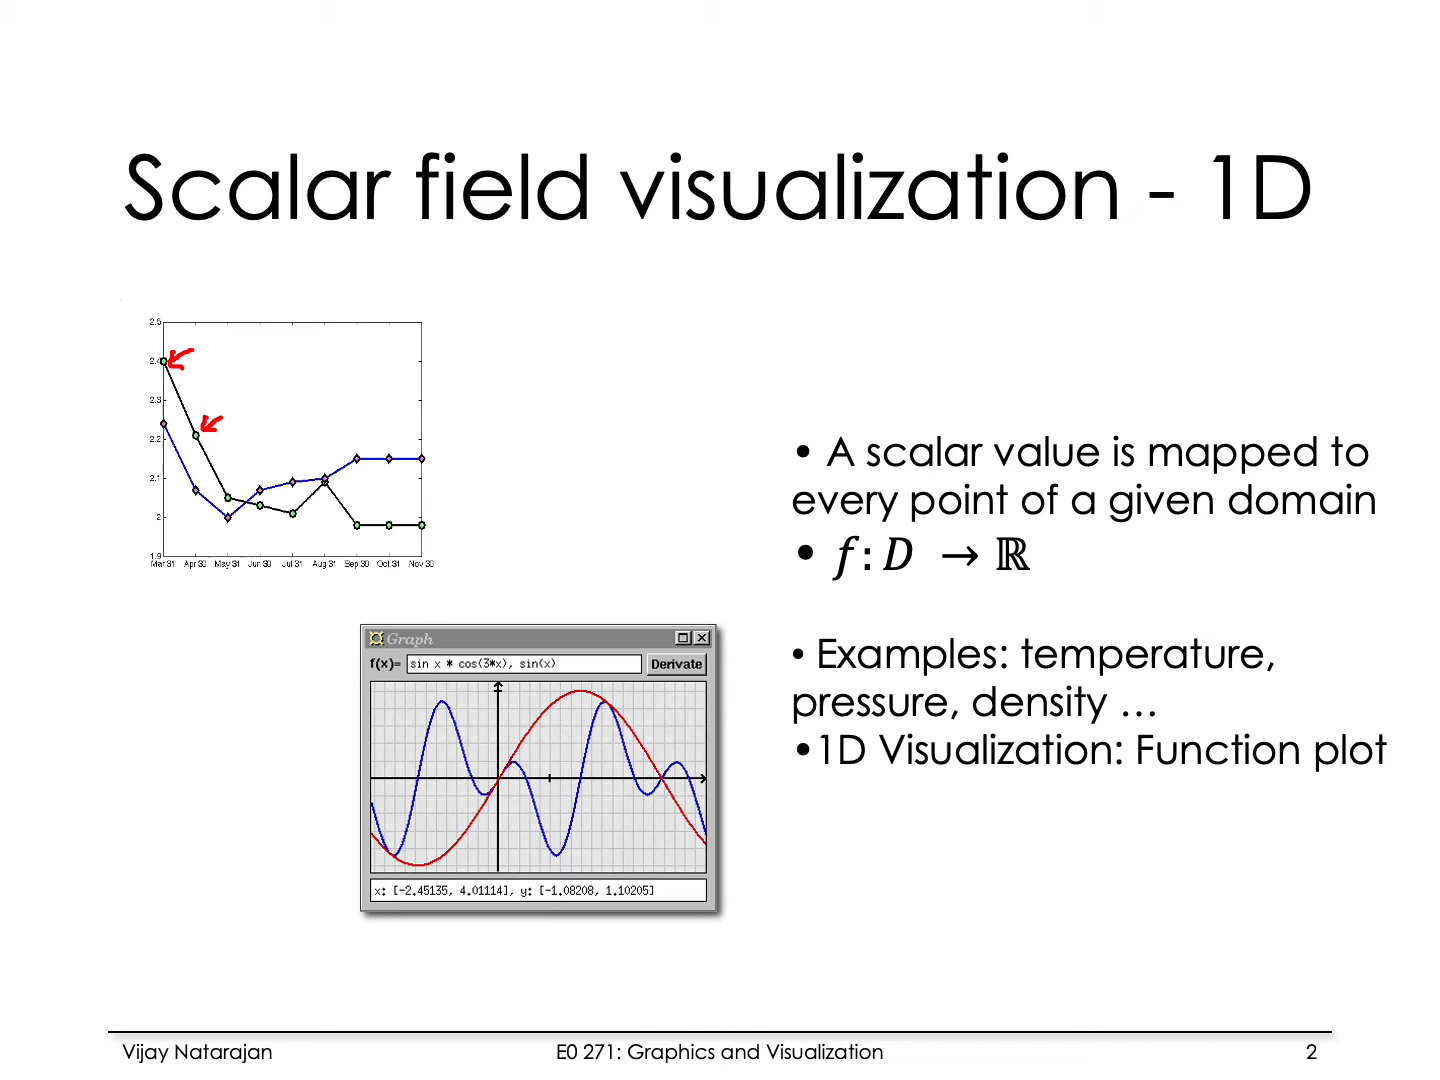 Scalar field visualization - 1D
2.5
2.4
2.3
2.2
2.1
2
1.9
Mar 31 Apr 30 May 31 Jun 30 Jul 31 Aug 31 Sep 30 Oct 31 Nov 30
• A scalar value is mapped to
every point of a given domain
• f: D → ℝ
• Examples: temperature,
pressure, density …
•1D Visualization: Function plot
Graph
f(x)= sin x * cos(3*x), sin(x) Derivate
x: [-2.45135, 4.01114], y: [-1.08208, 1.10205]
Vijay Natarajan E0 271: Graphics and Visualization 2